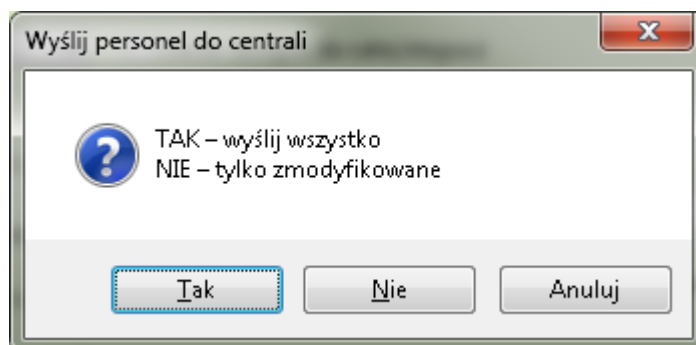 Wyślij personel do centrali
TAK – wyślij wszystko
NIE – tylko zmodyfikowane
Tak
Nie
Anuluj